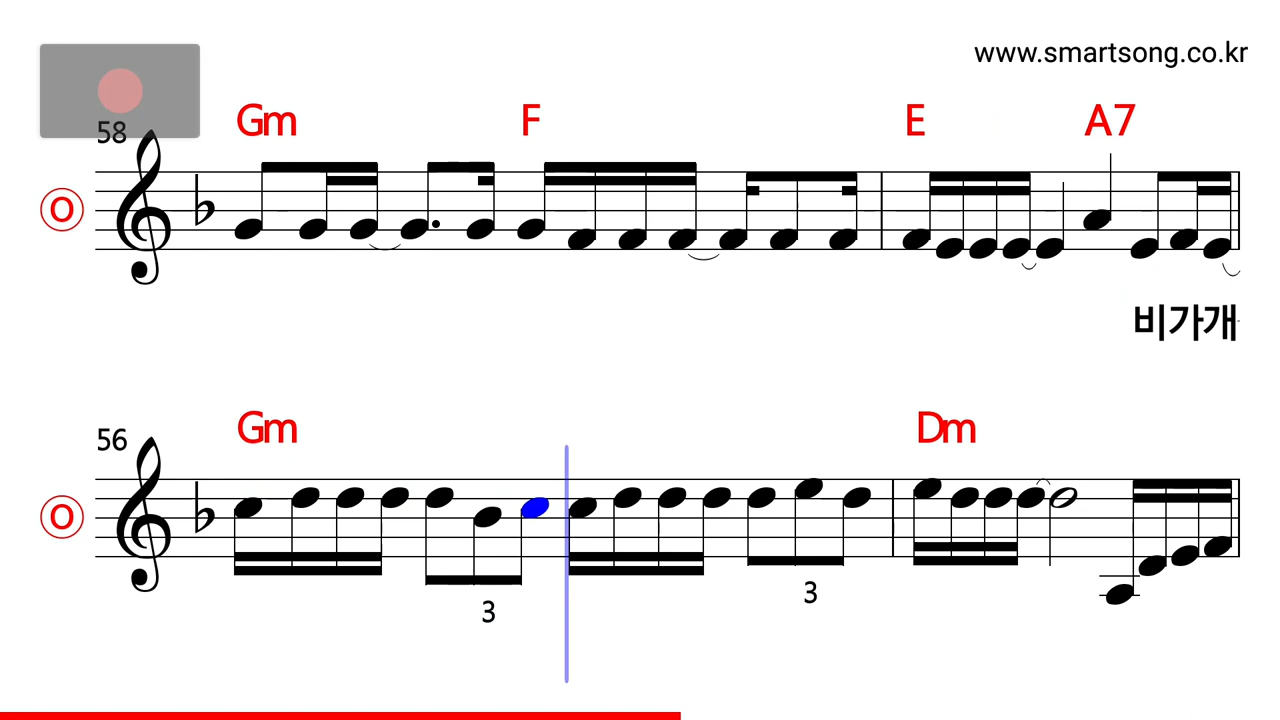 www.smartsong.co.kr
58 Gm F E A7
O
비가개
56 Gm Dm
O
3 3